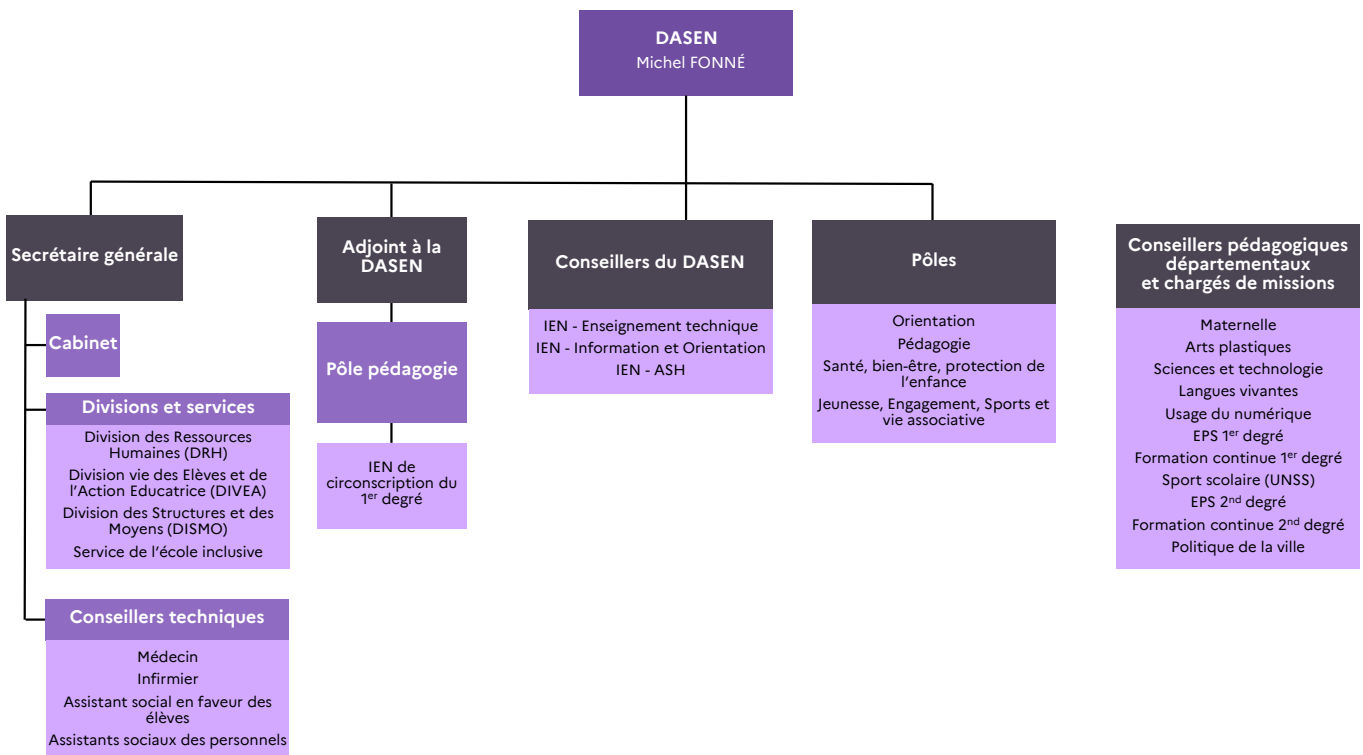 DASEN
Michel FONNÉ
Secrétaire générale
Cabinet
Divisions et services
Division des Ressources
Humaines (DRH)
Division vie des Elèves et de
l'Action Educatrice (DIVEA)
Division des Structures et des
Moyens (DISMO)
Service de l'école inclusive
Conseillers techniques
Médecin
Infirmier
Assistant social en faveur des
élèves
Assistants sociaux des personnels
Adjoint à la
DASEN
Pôle pédagogie
IEN de
circonscription du
1er degré
Conseillers du DASEN
IEN - Enseignement technique
IEN - Information et Orientation
IEN - ASH
Pôles
Orientation
Pédagogie
Santé, bien-être, protection de
l'enfance
Jeunesse, Engagement, Sports et
vie associative
Conseillers pédagogiques
départementaux
et chargés de missions
Maternelle
Arts plastiques
Sciences et technologie
Langues vivantes
Usage du numérique
EPS 1er degré
Formation continue 1er degré
Sport scolaire (UNSS)
EPS 2nd degré
Formation continue 2nd degré
Politique de la ville